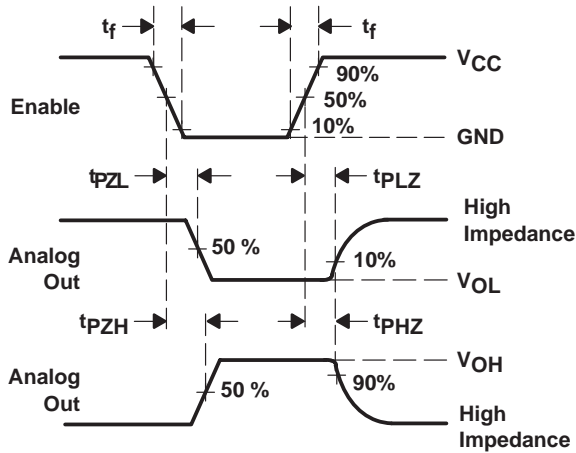 tf tf
VCC
90%
Enable 50%
10%
GND
tPZL tPLZ
High
Impedance
50 %
Analog
Out
10%
VOL
tPZH tPHZ
VOH
Analog
Out
50 % 90%
High
Impedance